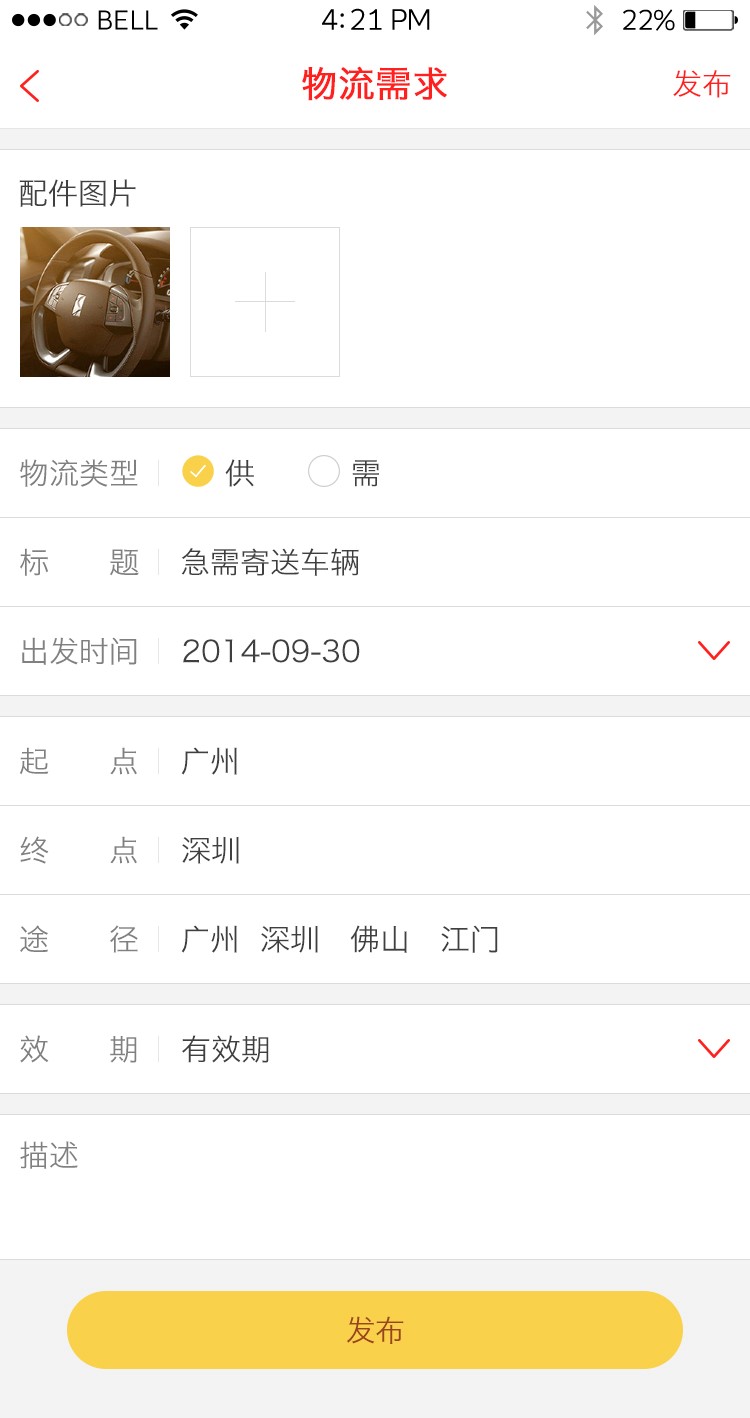 BELL 4:21 PM 22%
物流需求 发布
配件图片
物流类型 供 需
标 题 急需寄送车辆
出发时间 2014-09-30
起 点 广州
终 点 深圳
途 径 广州 深圳 佛山 江门
效 期 有效期
描述
发布